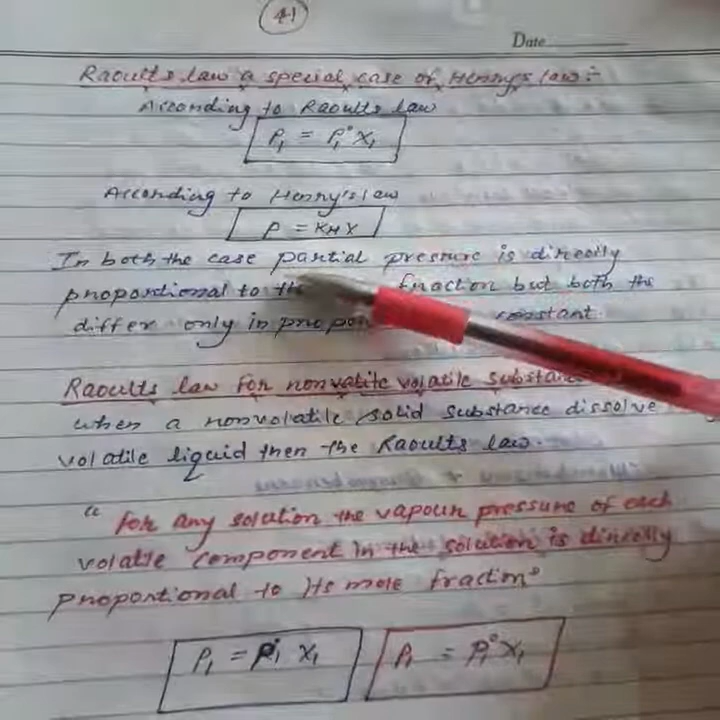 41
Date
Raoults law a special case of Henry's law:-
According to Raoults law
P₁ = P₁° X₁
According to Henry's law
P = KH X
In both the case partial pressure is directly
proportional to the fraction but both the
differ only in constant.
Raoults law for nonvolatile volatile
when a nonvolatile solid substance dissolve
volatile liquid then the Raoults law.
"for any solution the vapour pressure of each
volatile component in the solution is directly
proportional to its mole fraction"
P₁ = P₁° X₁ P₁ = P₁° X₁